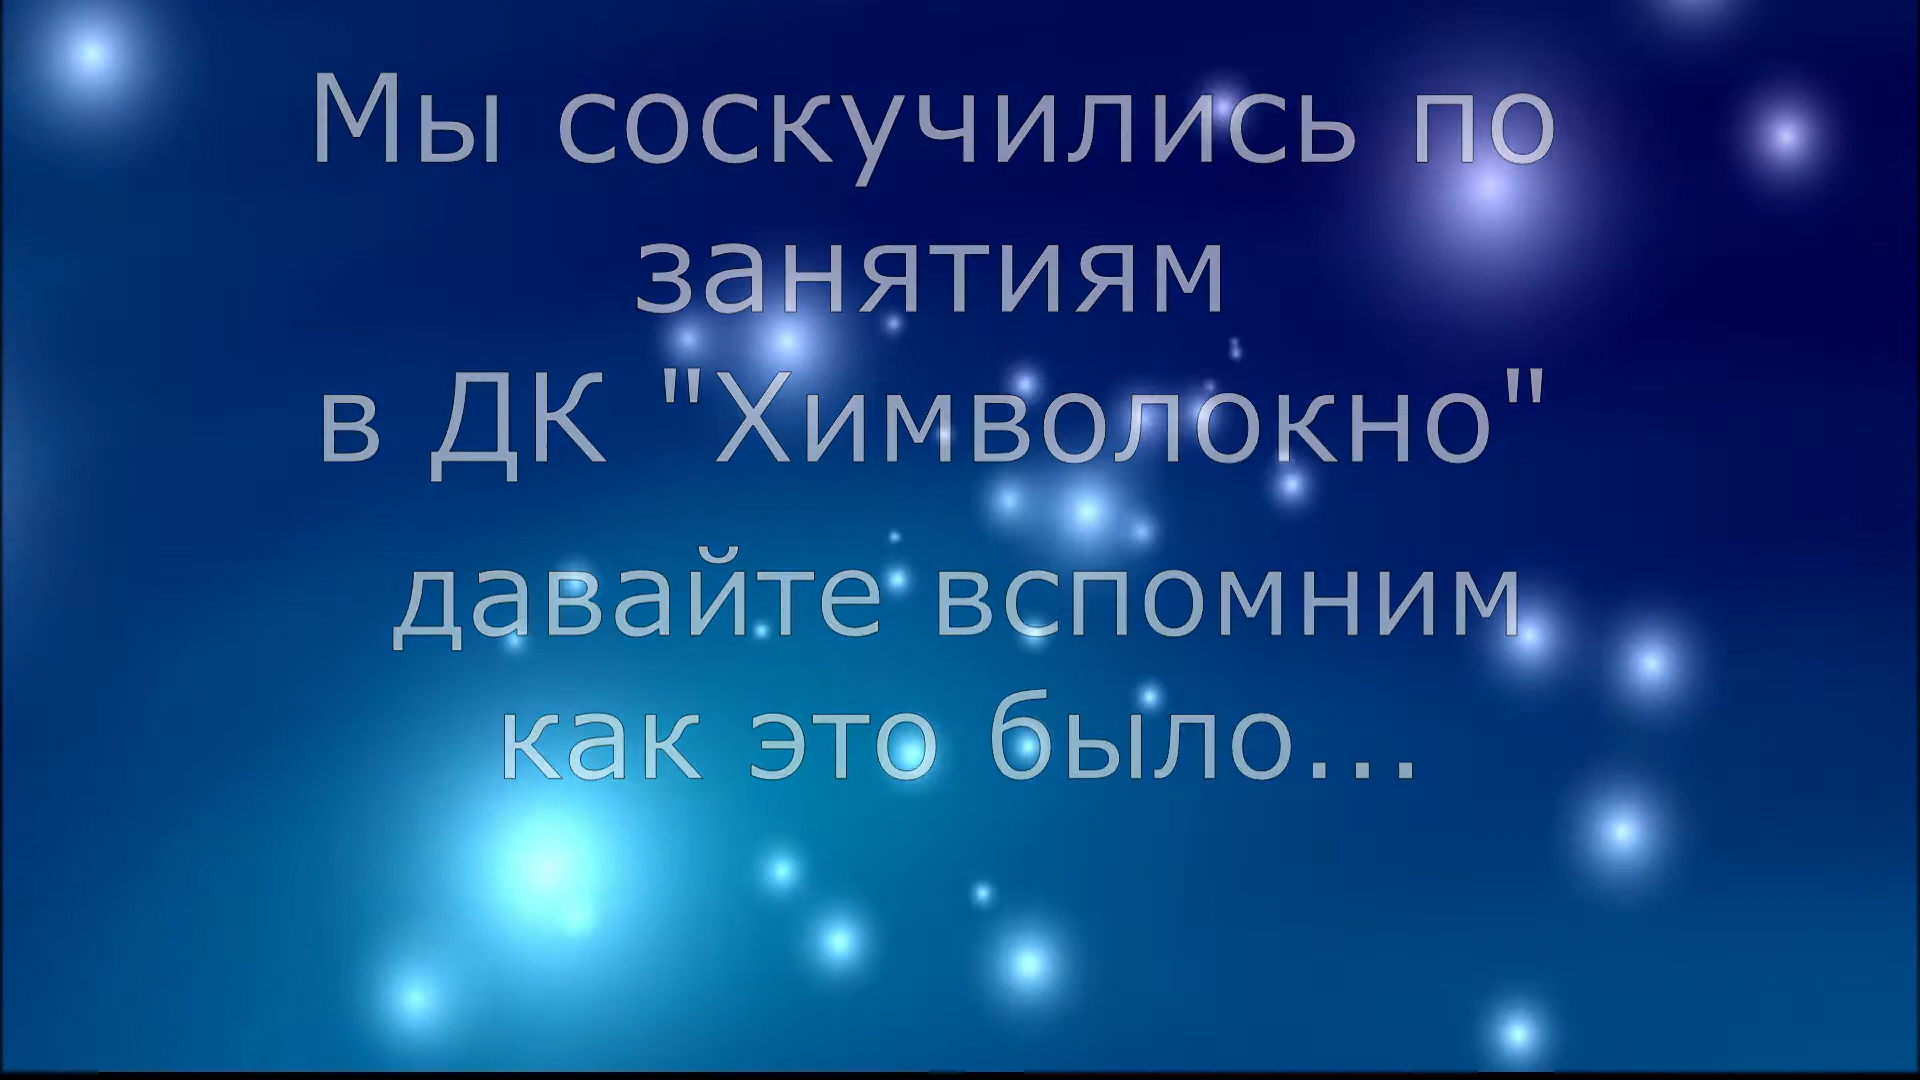 Мы соскучились по
занятиям
в ДК "Химволокно"
давайте вспомним
как это было...